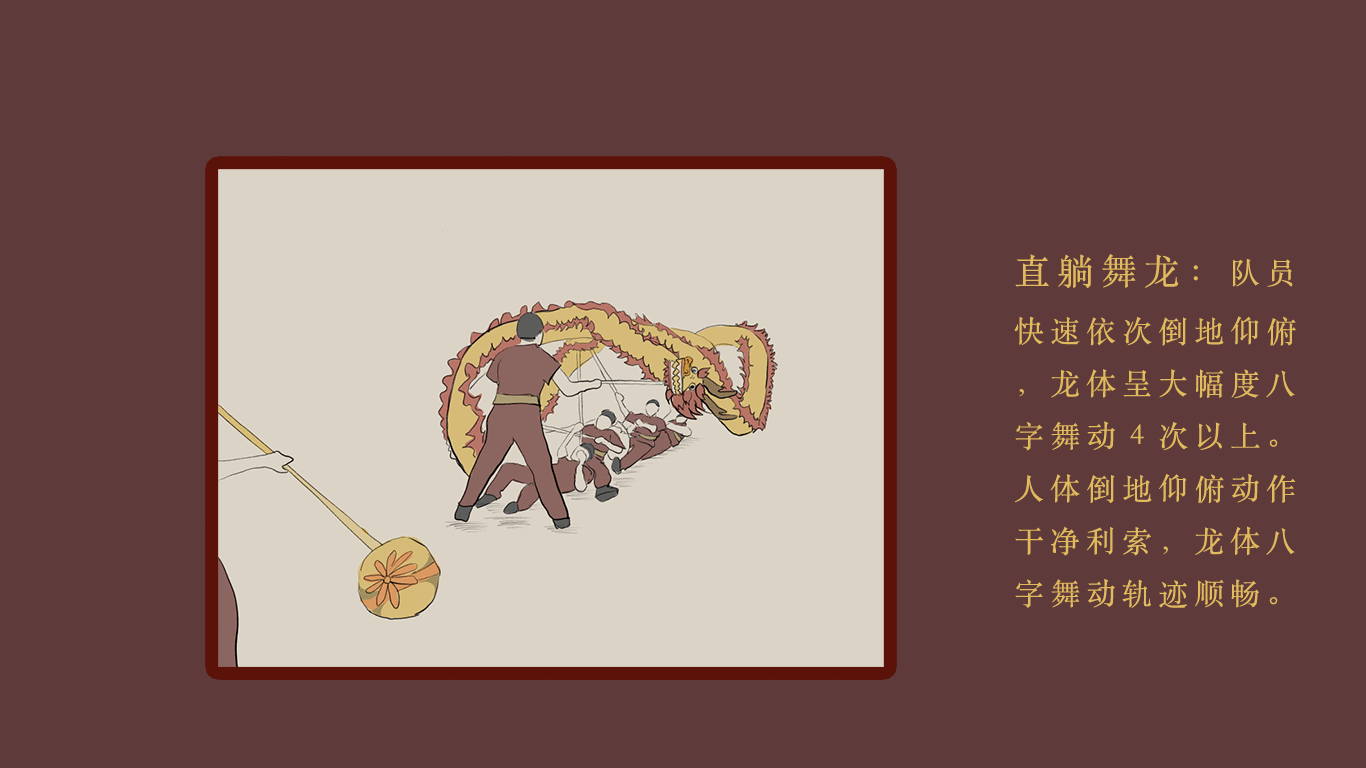 直躺舞龙：队员
快速依次倒地仰俯
，龙体呈大幅度八
字舞动4次以上。
人体倒地仰俯动作
干净利索，龙体八
字舞动轨迹顺畅。